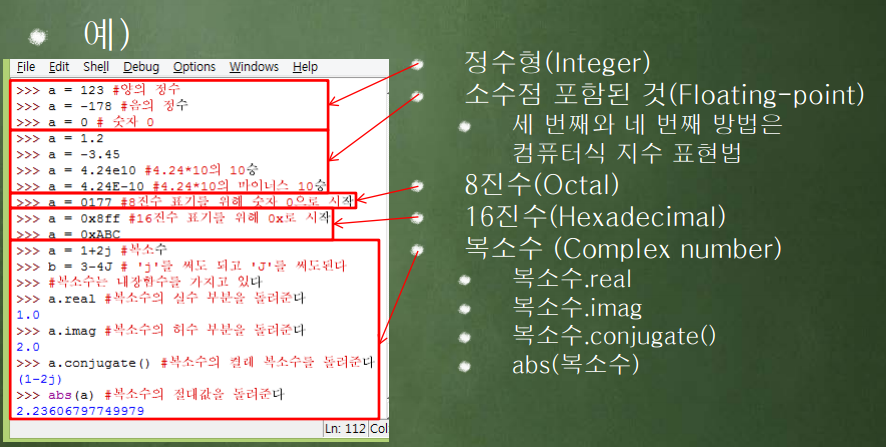 예)
File Edit Shell Debug Options Windows Help
>>> a = 123 #양의 정수
>>> a = -178 #음의 정수
>>> a = 0 # 숫자 0
>>> a = 1.2
>>> a = -3.45
>>> a = 4.24e10 #4.24*10의 10승
>>> a = 4.24E-10 #4.24*10의 마이너스 10승
>>> a = 0177 #8진수 표기를 위해 숫자 0으로 시작
>>> a = 0x8ff #16진수 표기를 위해 0x로 시작
>>> a = 0xABC
>>> a = 1+2j #복소수
>>> b = 3-4J # 'j'를 써도 되고 'J'를 써도된다
>>> #복소수는 내장함수를 가지고 있다
>>> a.real #복소수의 실수 부분을 돌려준다
1.0
>>> a.imag #복소수의 허수 부분을 돌려준다
2.0
>>> a.conjugate() #복소수의 켤레 복소수를 돌려준다
(1-2j)
>>> abs(a) #복소수의 절대값을 돌려준다
2.23606797749979
Ln: 112 Col
정수형(Integer)
소수점 포함된 것(Floating-point)
세 번째와 네 번째 방법은
컴퓨터식 지수 표현법
8진수(Octal)
16진수(Hexadecimal)
복소수 (Complex number)
복소수.real
복소수.imag
복소수.conjugate()
abs(복소수)